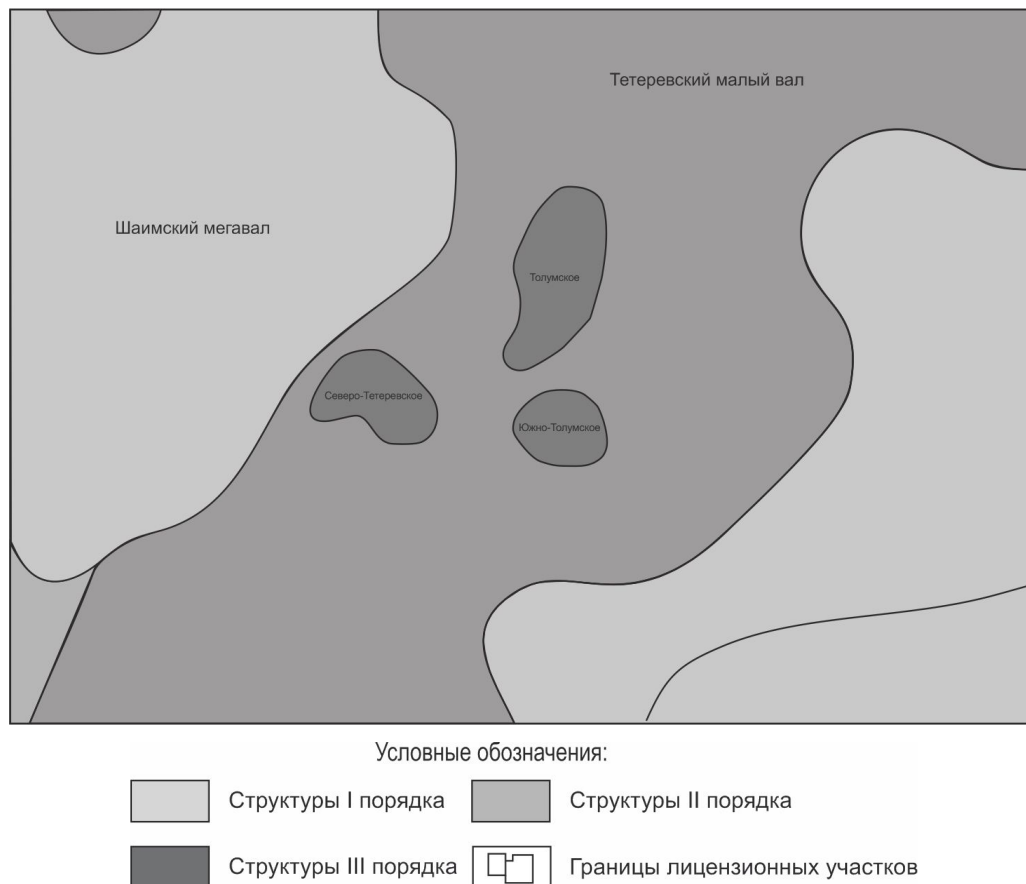 Тетеревский малый вал
Шаимский мегавал
Толумское
Северо-Тетеревское
Южно-Толумское
Условные обозначения:
Структуры I порядка
Структуры II порядка
Структуры III порядка
Границы лицензионных участков